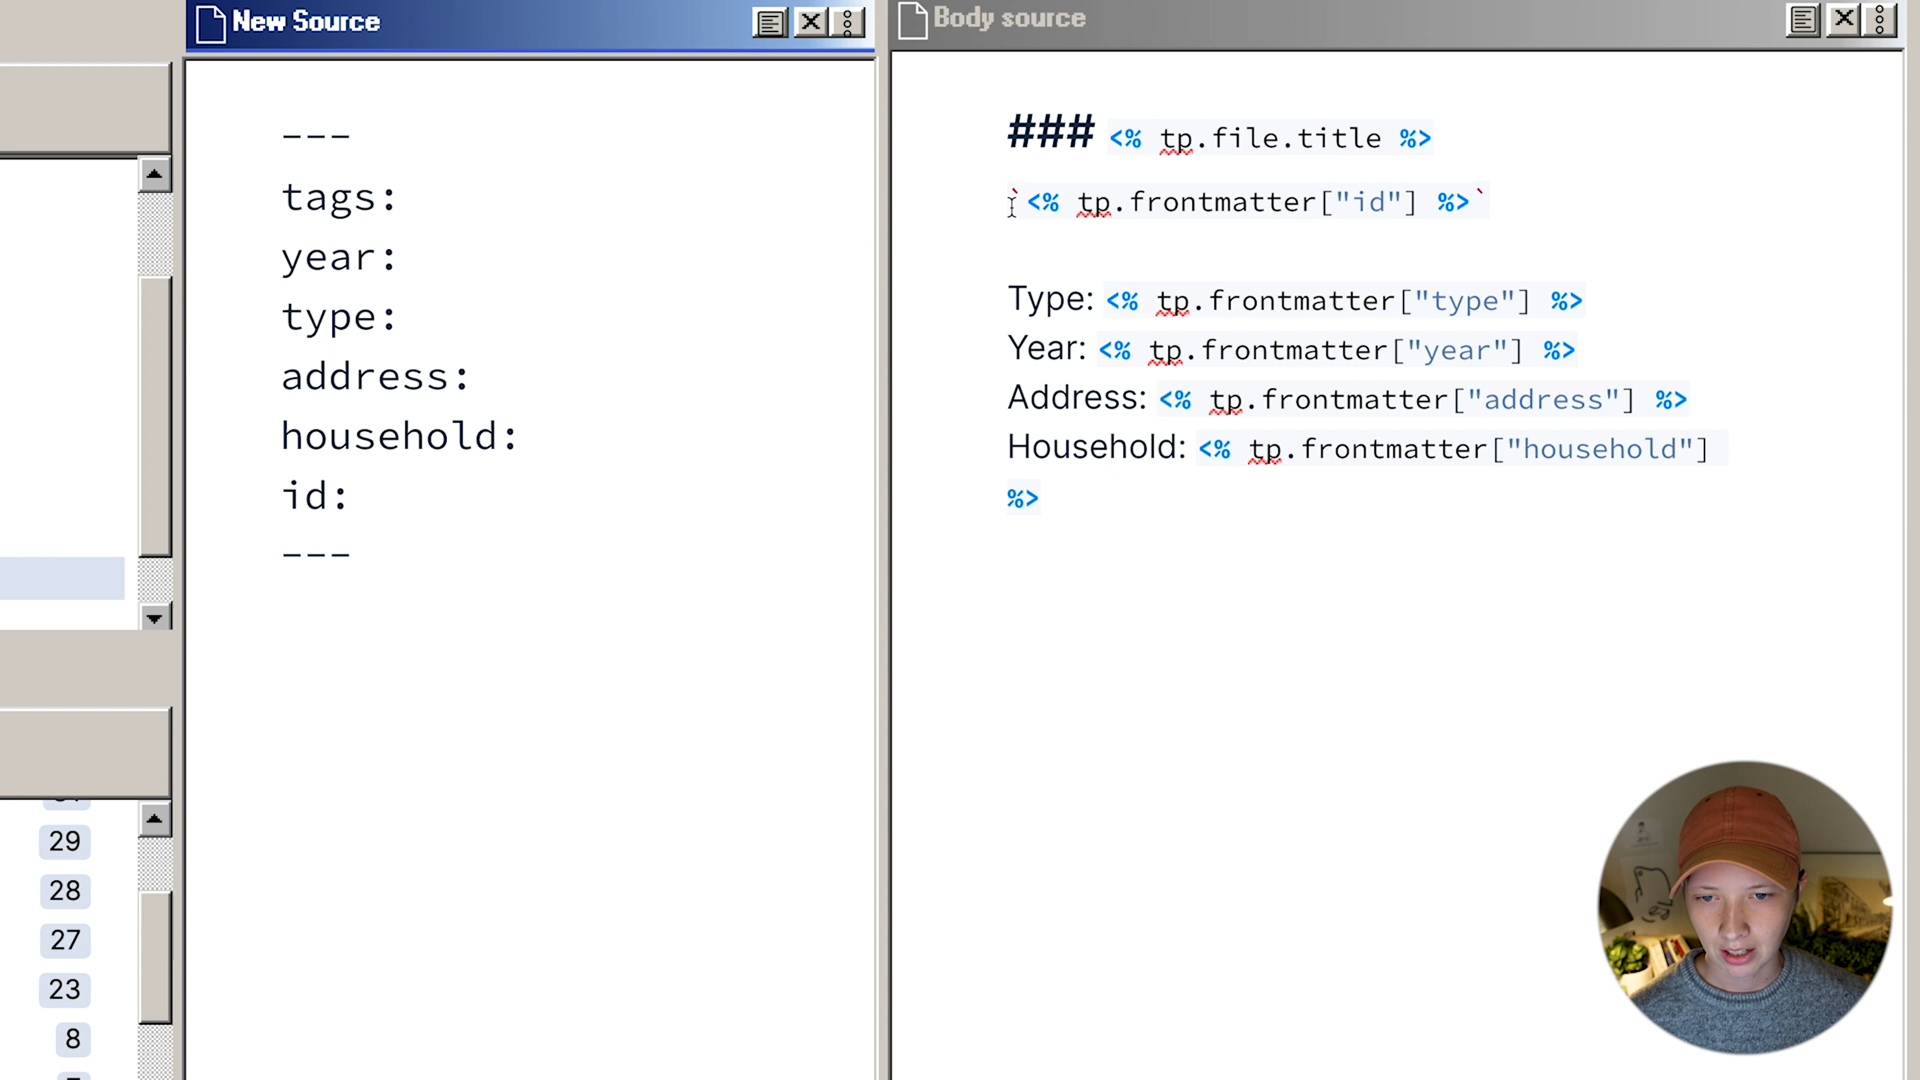 New Source
---
tags:
year:
type:
address:
household:
id:
---
Body source
### <% tp.file.title %>
`<% tp.frontmatter["id"] %>`
Type: <% tp.frontmatter["type"] %>
Year: <% tp.frontmatter["year"] %>
Address: <% tp.frontmatter["address"] %>
Household: <% tp.frontmatter["household"]
%>
29
28
27
23
8